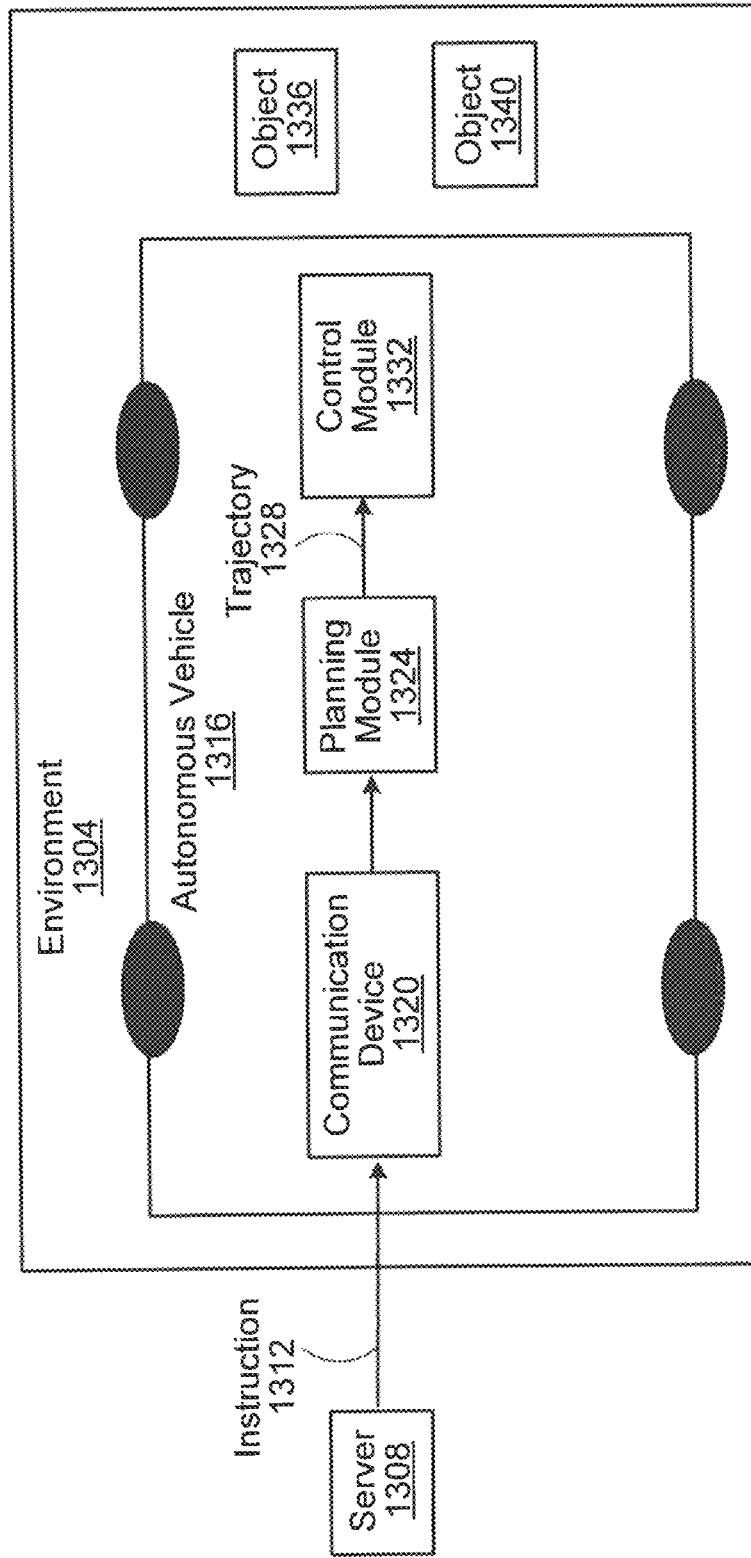 Environment
1304
Autonomous Vehicle
1316
Server
1308
Instruction
1312
Communication
Device
1320
Planning
Module
1324
Trajectory
1328
Control
Module
1332
Object
1336
Object
1340